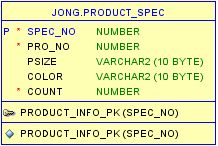 JONG.PRODUCT_SPEC
P * SPEC_NO NUMBER
* PRO_NO NUMBER
PSIZE VARCHAR2 (10 BYTE)
COLOR VARCHAR2 (10 BYTE)
* COUNT NUMBER
PRODUCT_INFO_PK (SPEC_NO)
PRODUCT_INFO_PK (SPEC_NO)